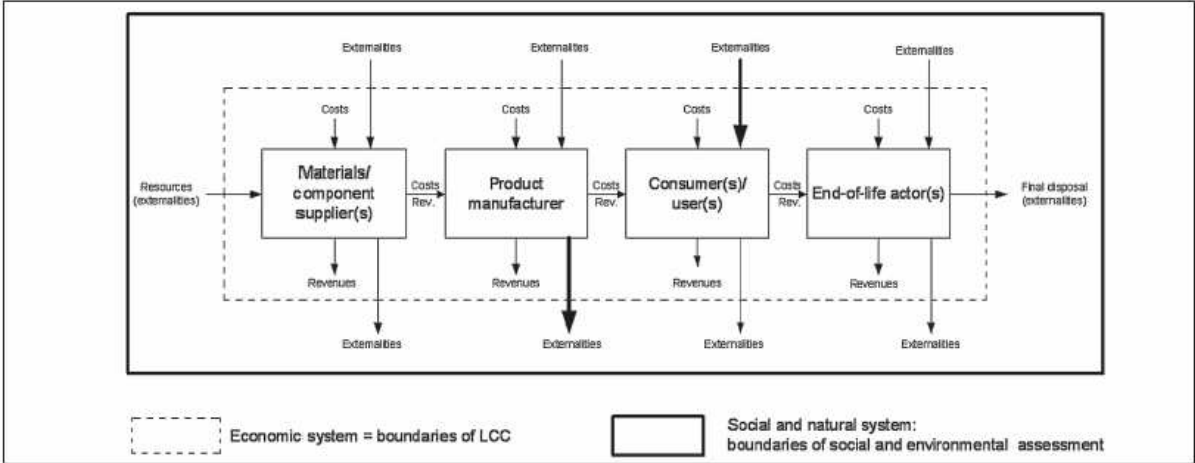 Externalities
Externalities
Externalities
Externalities
Costs
Costs
Costs
Costs
Resources
(externalities)
Materials/
component
supplier(s)
Costs
Rev.
Product
manufacturer
Costs
Rev.
Consumer(s)/
user(s)
Costs
Rev.
End-of-life actor(s)
Final disposal
(externalities)
Revenues
Revenues
Revenues
Revenues
Externalities
Externalities
Externalities
Externalities
Economic system = boundaries of LCC
Social and natural system:
boundaries of social and environmental assessment